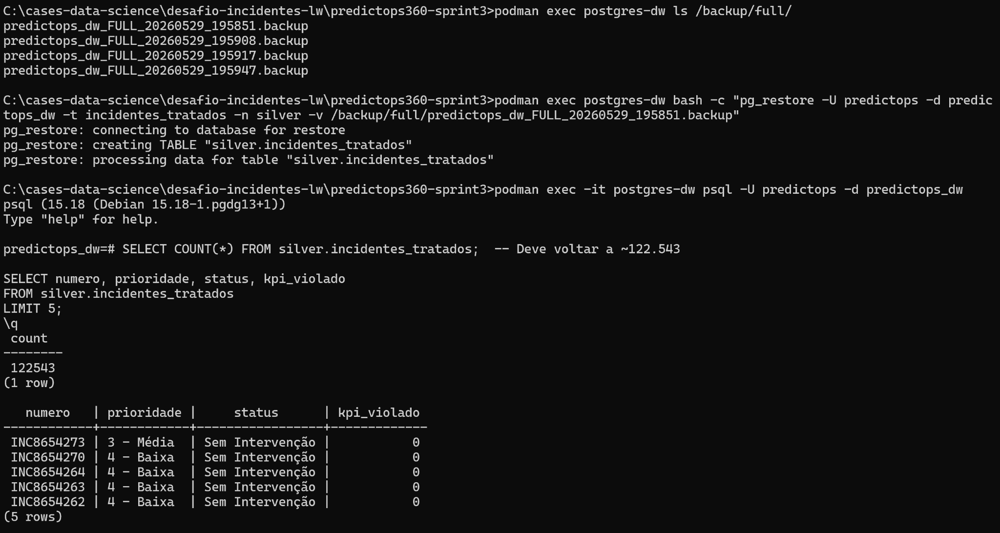 C:\cases-data-science\desafio-incidentes-lw\predictops360-sprint3>podman exec postgres-dw ls /backup/full/
predictops_dw_FULL_20260529_195851.backup
predictops_dw_FULL_20260529_195908.backup
predictops_dw_FULL_20260529_195917.backup
predictops_dw_FULL_20260529_195947.backup

C:\cases-data-science\desafio-incidentes-lw\predictops360-sprint3>podman exec postgres-dw bash -c "pg_restore -U predictops -d predic
tops_dw -t incidentes_tratados -n silver -v /backup/full/predictops_dw_FULL_20260529_195851.backup"
pg_restore: connecting to database for restore
pg_restore: creating TABLE "silver.incidentes_tratados"
pg_restore: processing data for table "silver.incidentes_tratados"

C:\cases-data-science\desafio-incidentes-lw\predictops360-sprint3>podman exec -it postgres-dw psql -U predictops -d predictops_dw
psql (15.18 (Debian 15.18-1.pgdg13+1))
Type "help" for help.

predictops_dw=# SELECT COUNT(*) FROM silver.incidentes_tratados;  -- Deve voltar a ~122.543

SELECT numero, prioridade, status, kpi_violado
FROM silver.incidentes_tratados
LIMIT 5;
\q
 count
--------
 122543
(1 row)

   numero   | prioridade |     status      | kpi_violado
------------+------------+-----------------+-------------
 INC8654273 | 3 - Média  | Sem Intervenção |           0
 INC8654270 | 4 - Baixa  | Sem Intervenção |           0
 INC8654264 | 4 - Baixa  | Sem Intervenção |           0
 INC8654263 | 4 - Baixa  | Sem Intervenção |           0
 INC8654262 | 4 - Baixa  | Sem Intervenção |           0
(5 rows)